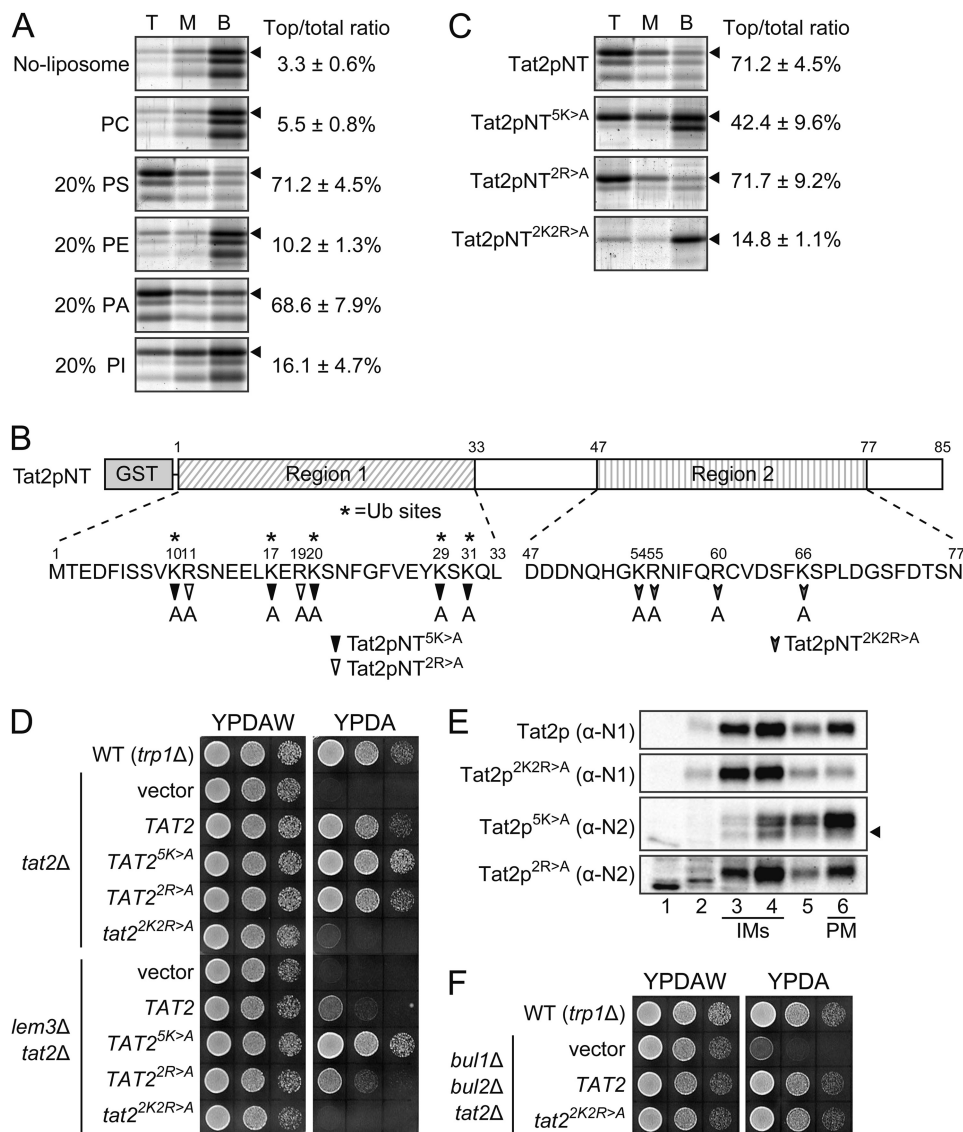 A
T M B Top/total ratio
No-liposome 3.3 ± 0.6%
PC 5.5 ± 0.8%
20% PS 71.2 ± 4.5%
20% PE 10.2 ± 1.3%
20% PA 68.6 ± 7.9%
20% PI 16.1 ± 4.7%
C
T M B Top/total ratio
Tat2pNT 71.2 ± 4.5%
Tat2pNT5K>A 42.4 ± 9.6%
Tat2pNT2R>A 71.7 ± 9.2%
Tat2pNT2K2R>A 14.8 ± 1.1%
B
1 33 47 77 85
Tat2pNT GST Region 1 Region 2
*=Ub sites
* * * * *
1 1011 17 1920 29 31 33 47 5455 60 66 77
MTEDFISSVKRSNEELKERKSNFGFVEYKSKQL DDDNQHGKRNIFQRCVDSFKSPLDGSFDTSN
AA A AA A A AA A A
Tat2pNT5K>A
Tat2pNT2R>A
Tat2pNT2K2R>A
D
YPDAW YPDA
WT (trp1Δ)
tat2Δ
vector
TAT2
TAT25K>A
TAT22R>A
tat22K2R>A
lem3Δ
tat2Δ
vector
TAT2
TAT25K>A
TAT22R>A
tat22K2R>A
E
Tat2p (α-N1)
Tat2p2K2R>A (α-N1)
Tat2p5K>A (α-N2)
Tat2p2R>A (α-N2)
1 2 3 4 5 6
IMs PM
F
YPDAW YPDA
WT (trp1Δ)
bul1Δ
bul2Δ
tat2Δ
vector
TAT2
tat22K2R>A